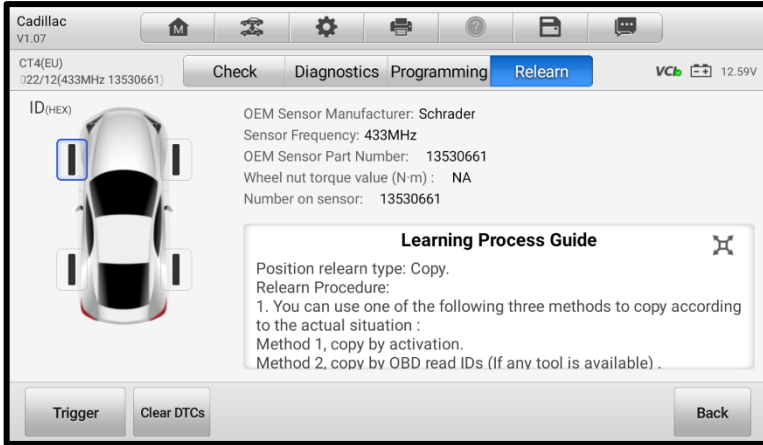 Cadillac
V1.07
M
?
CT4(EU)
022/12(433MHz 13530661)
Check
Diagnostics
Programming
Relearn
VCI
12.59V
ID(HEX)
OEM Sensor Manufacturer: Schrader
Sensor Frequency: 433MHz
OEM Sensor Part Number: 13530661
Wheel nut torque value (N·m) : NA
Number on sensor: 13530661
Learning Process Guide
Position relearn type: Copy.
Relearn Procedure:
1. You can use one of the following three methods to copy according
to the actual situation :
Method 1, copy by activation.
Method 2, copy by OBD read IDs (If any tool is available) .
Trigger
Clear DTCs
Back